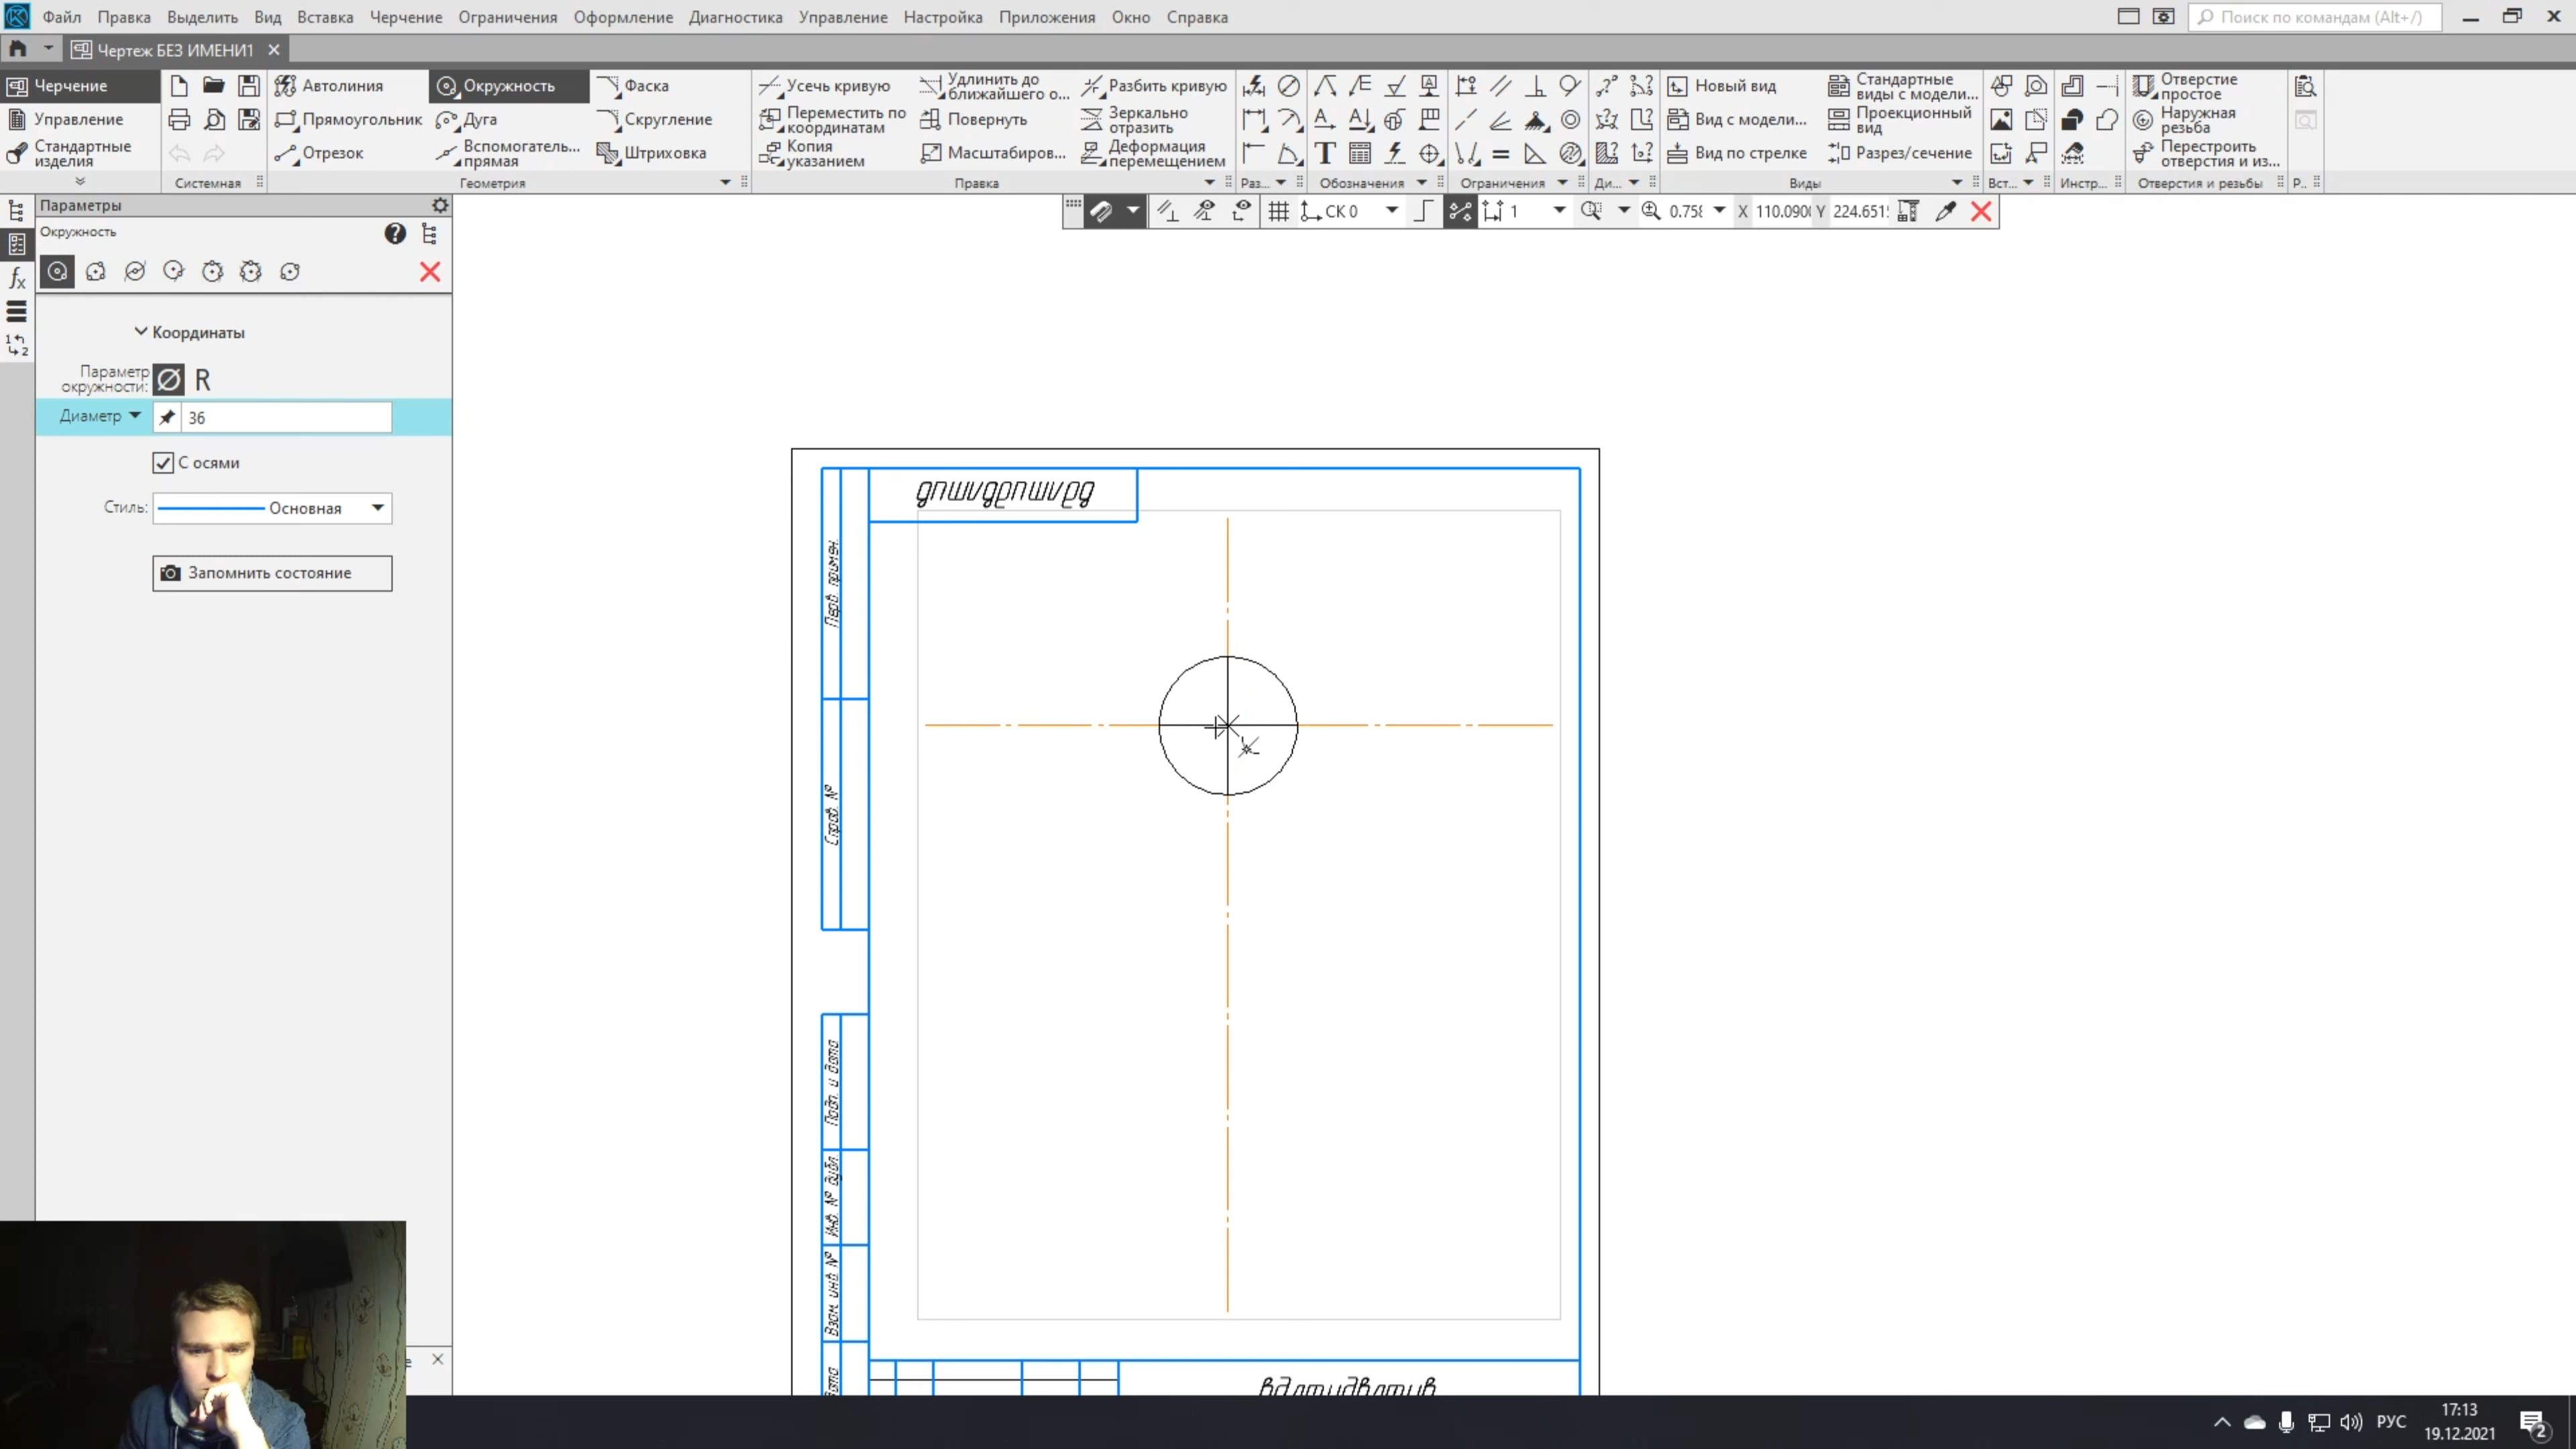 Файл Правка Выделить Вид Вставка Черчение Ограничения Оформление Диагностика Управление Настройка Приложения Окно Справка
Поиск по командам (Alt+/)
Чертеж БЕЗ ИМЕНИ1
Черчение
Управление
Стандартные
изделия
Системная
Автолиния
Прямоугольник
Отрезок
Окружность
Дуга
Вспомогатель...
прямая
Фаска
Скругление
Штриховка
Геометрия
Усечь кривую
Переместить по
координатам
Копия
указанием
Удлинить до
ближайшего о...
Повернуть
Масштабиров...
Разбить кривую
Зеркально
отразить
Деформация
перемещением
Правка
Раз...
Обозначения
Ограничения
Ди...
Новый вид
Вид с модели...
Вид по стрелке
Стандартные
виды с модели...
Проекционный
вид
Разрез/сечение
Виды
Вст...
Инстр...
Отверстие
простое
Наружная
резьба
Перестроить
отверстия и из...
Отверстия и резьбы
Р..
СК 0
1
0.758
X 110.0900
Y 224.6515
Параметры
Окружность
Координаты
Параметр
окружности:
R
Диаметр
36
С осями
Стиль:
Основная
Запомнить состояние
Перв. примен.
Справ. №
Подп. и дата
Инв. № дубл.
Взам. инв. №
РУС
17:13
19.12.2021
2